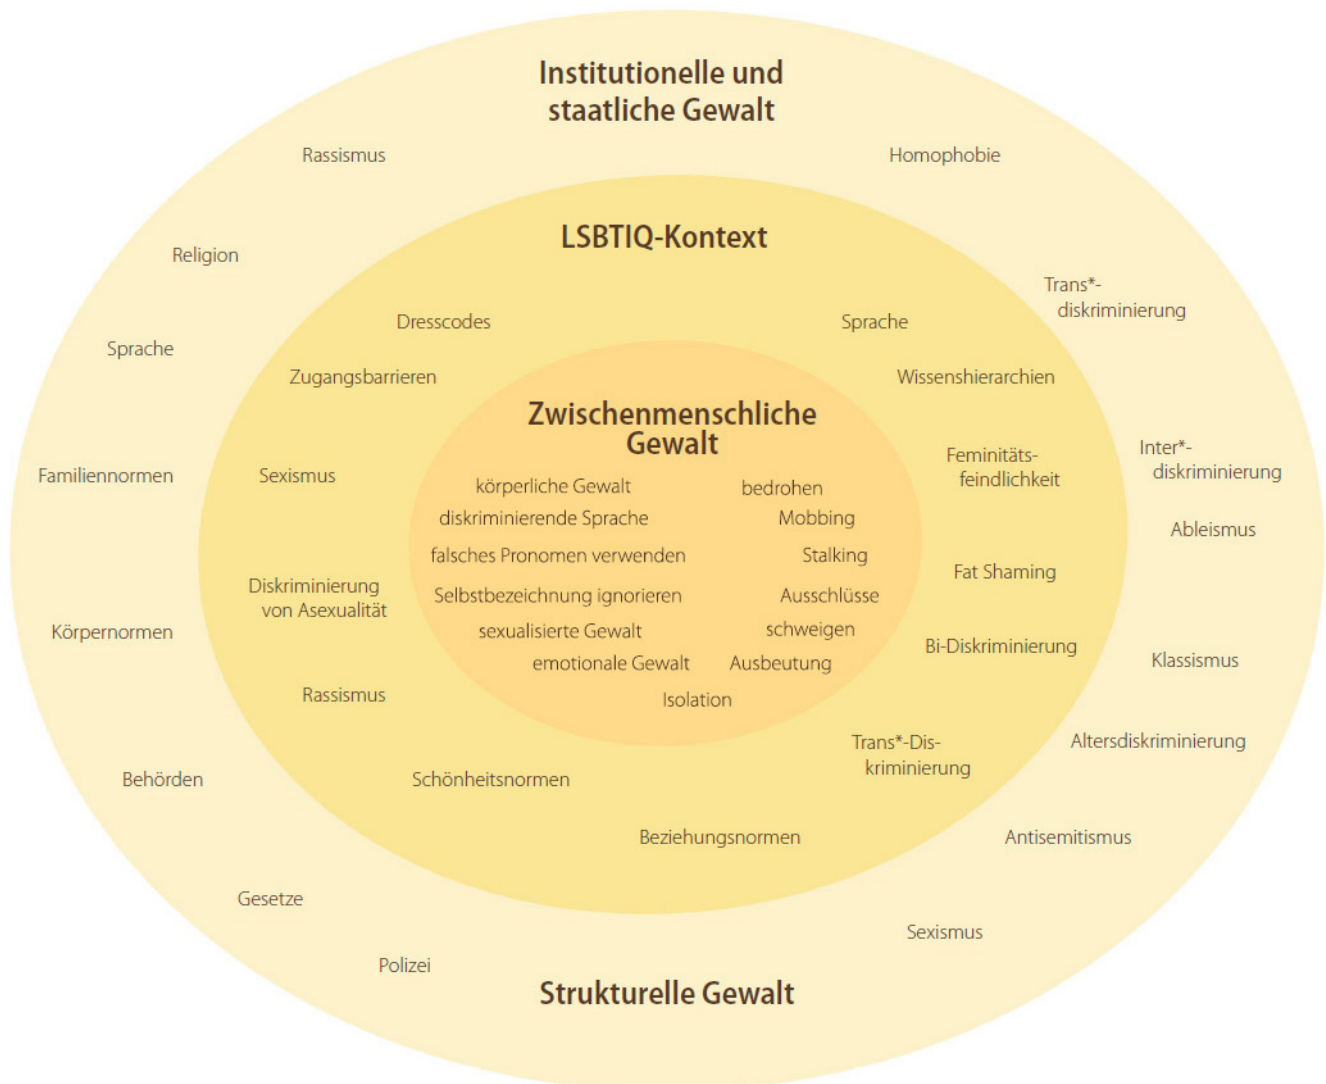 Institutionelle und
staatliche Gewalt
Rassismus
Homophobie
Religion
Trans*-
diskriminierung
Sprache
Familiennormen
Inter*-
diskriminierung
Ableismus
Körpernormen
Klassismus
Altersdiskriminierung
Behörden
Antisemitismus
Gesetze
Sexismus
Polizei
Strukturelle Gewalt
LSBTIQ-Kontext
Dresscodes
Sprache
Zugangsbarrieren
Wissenshierarchien
Sexismus
Feminitäts-
feindlichkeit
Diskriminierung
von Asexualität
Fat Shaming
Bi-Diskriminierung
Rassismus
Trans*-Dis-
kriminierung
Schönheitsnormen
Beziehungsnormen
Zwischenmenschliche
Gewalt
körperliche Gewalt
bedrohen
diskriminierende Sprache
Mobbing
falsches Pronomen verwenden
Stalking
Selbstbezeichnung ignorieren
Ausschlüsse
sexualisierte Gewalt
schweigen
emotionale Gewalt
Ausbeutung
Isolation